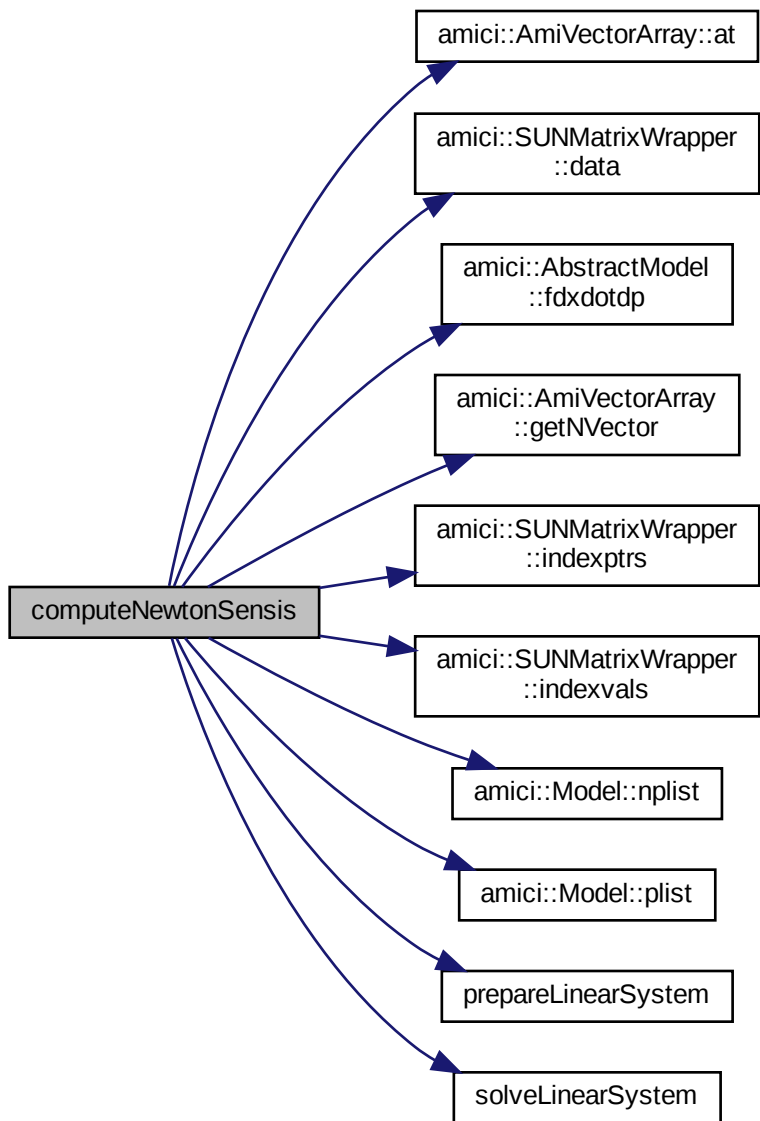 amici::AmiVectorArray::at
amici::SUNMatrixWrapper
::data
amici::AbstractModel
::fdxdotdp
amici::AmiVectorArray
::getNVector
amici::SUNMatrixWrapper
::indexptrs
computeNewtonSensis
amici::SUNMatrixWrapper
::indexvals
amici::Model::nplist
amici::Model::plist
prepareLinearSystem
solveLinearSystem